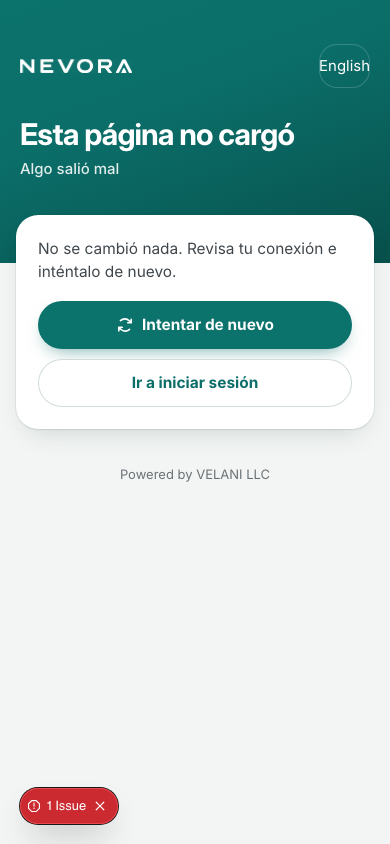 NEVORA
English
Esta página no cargó
Algo salió mal
No se cambió nada. Revisa tu conexión e
inténtalo de nuevo.
Intentar de nuevo
Ir a iniciar sesión
Powered by VELANI LLC
1 Issue